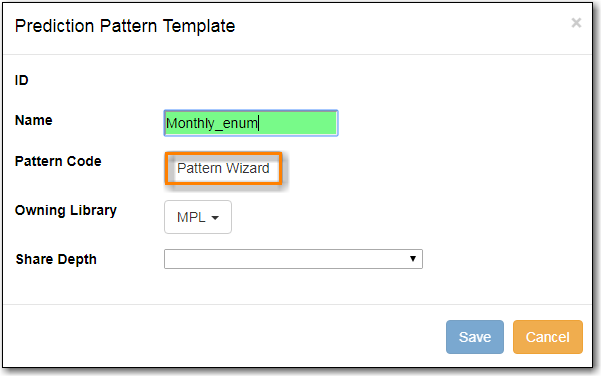 Prediction Pattern Template ×
ID
Name Monthly_enum
Pattern Code Pattern Wizard
Owning Library MPL
Share Depth
Save Cancel